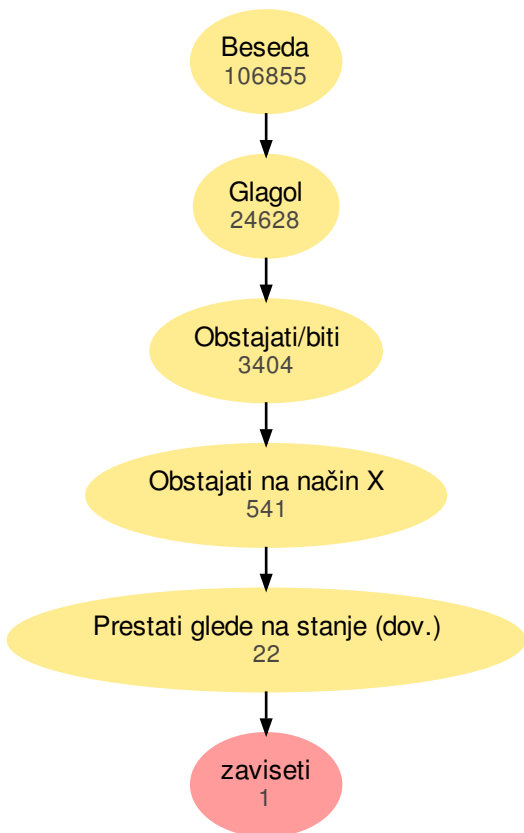 Beseda
106855
Glagol
24628
Obstajati/biti
3404
Obstajati na način X
541
Prestati glede na stanje (dov.)
22
zaviseti
1